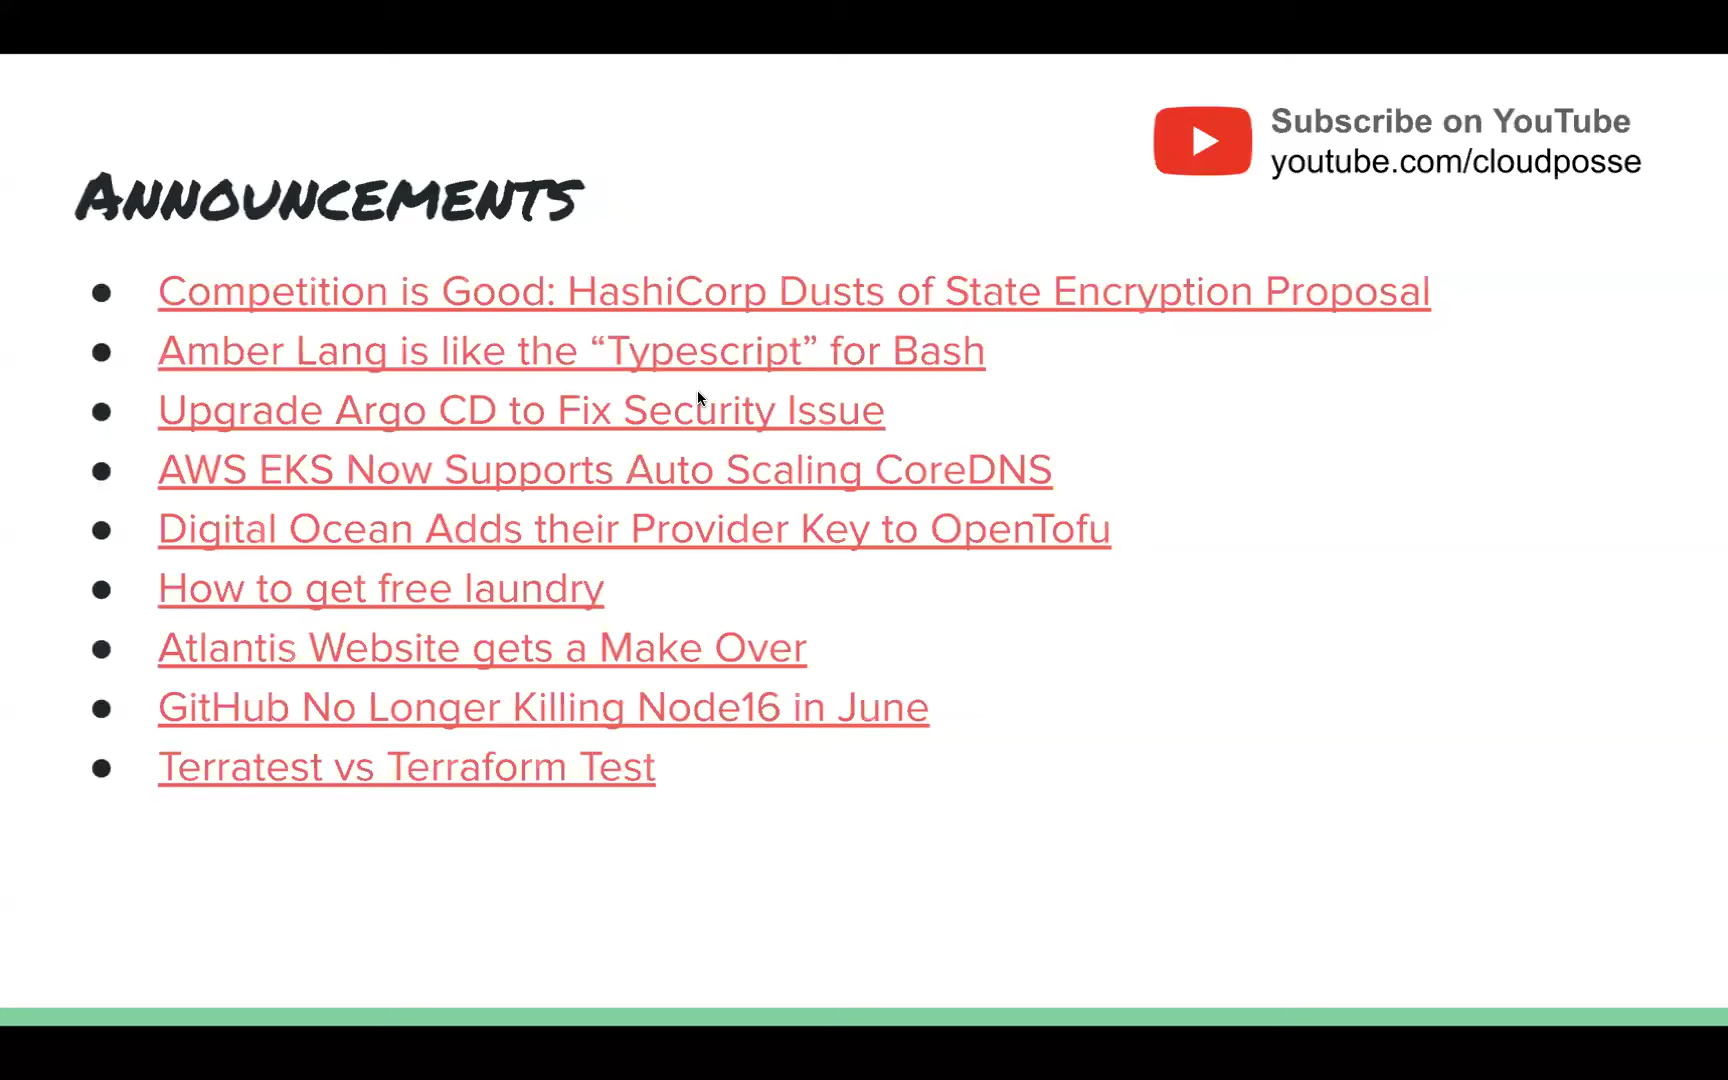 Subscribe on YouTube
youtube.com/cloudposse
ANNOUNCEMENTS
● Competition is Good: HashiCorp Dusts of State Encryption Proposal
● Amber Lang is like the “Typescript” for Bash
● Upgrade Argo CD to Fix Security Issue
● AWS EKS Now Supports Auto Scaling CoreDNS
● Digital Ocean Adds their Provider Key to OpenTofu
● How to get free laundry
● Atlantis Website gets a Make Over
● GitHub No Longer Killing Node16 in June
● Terratest vs Terraform Test